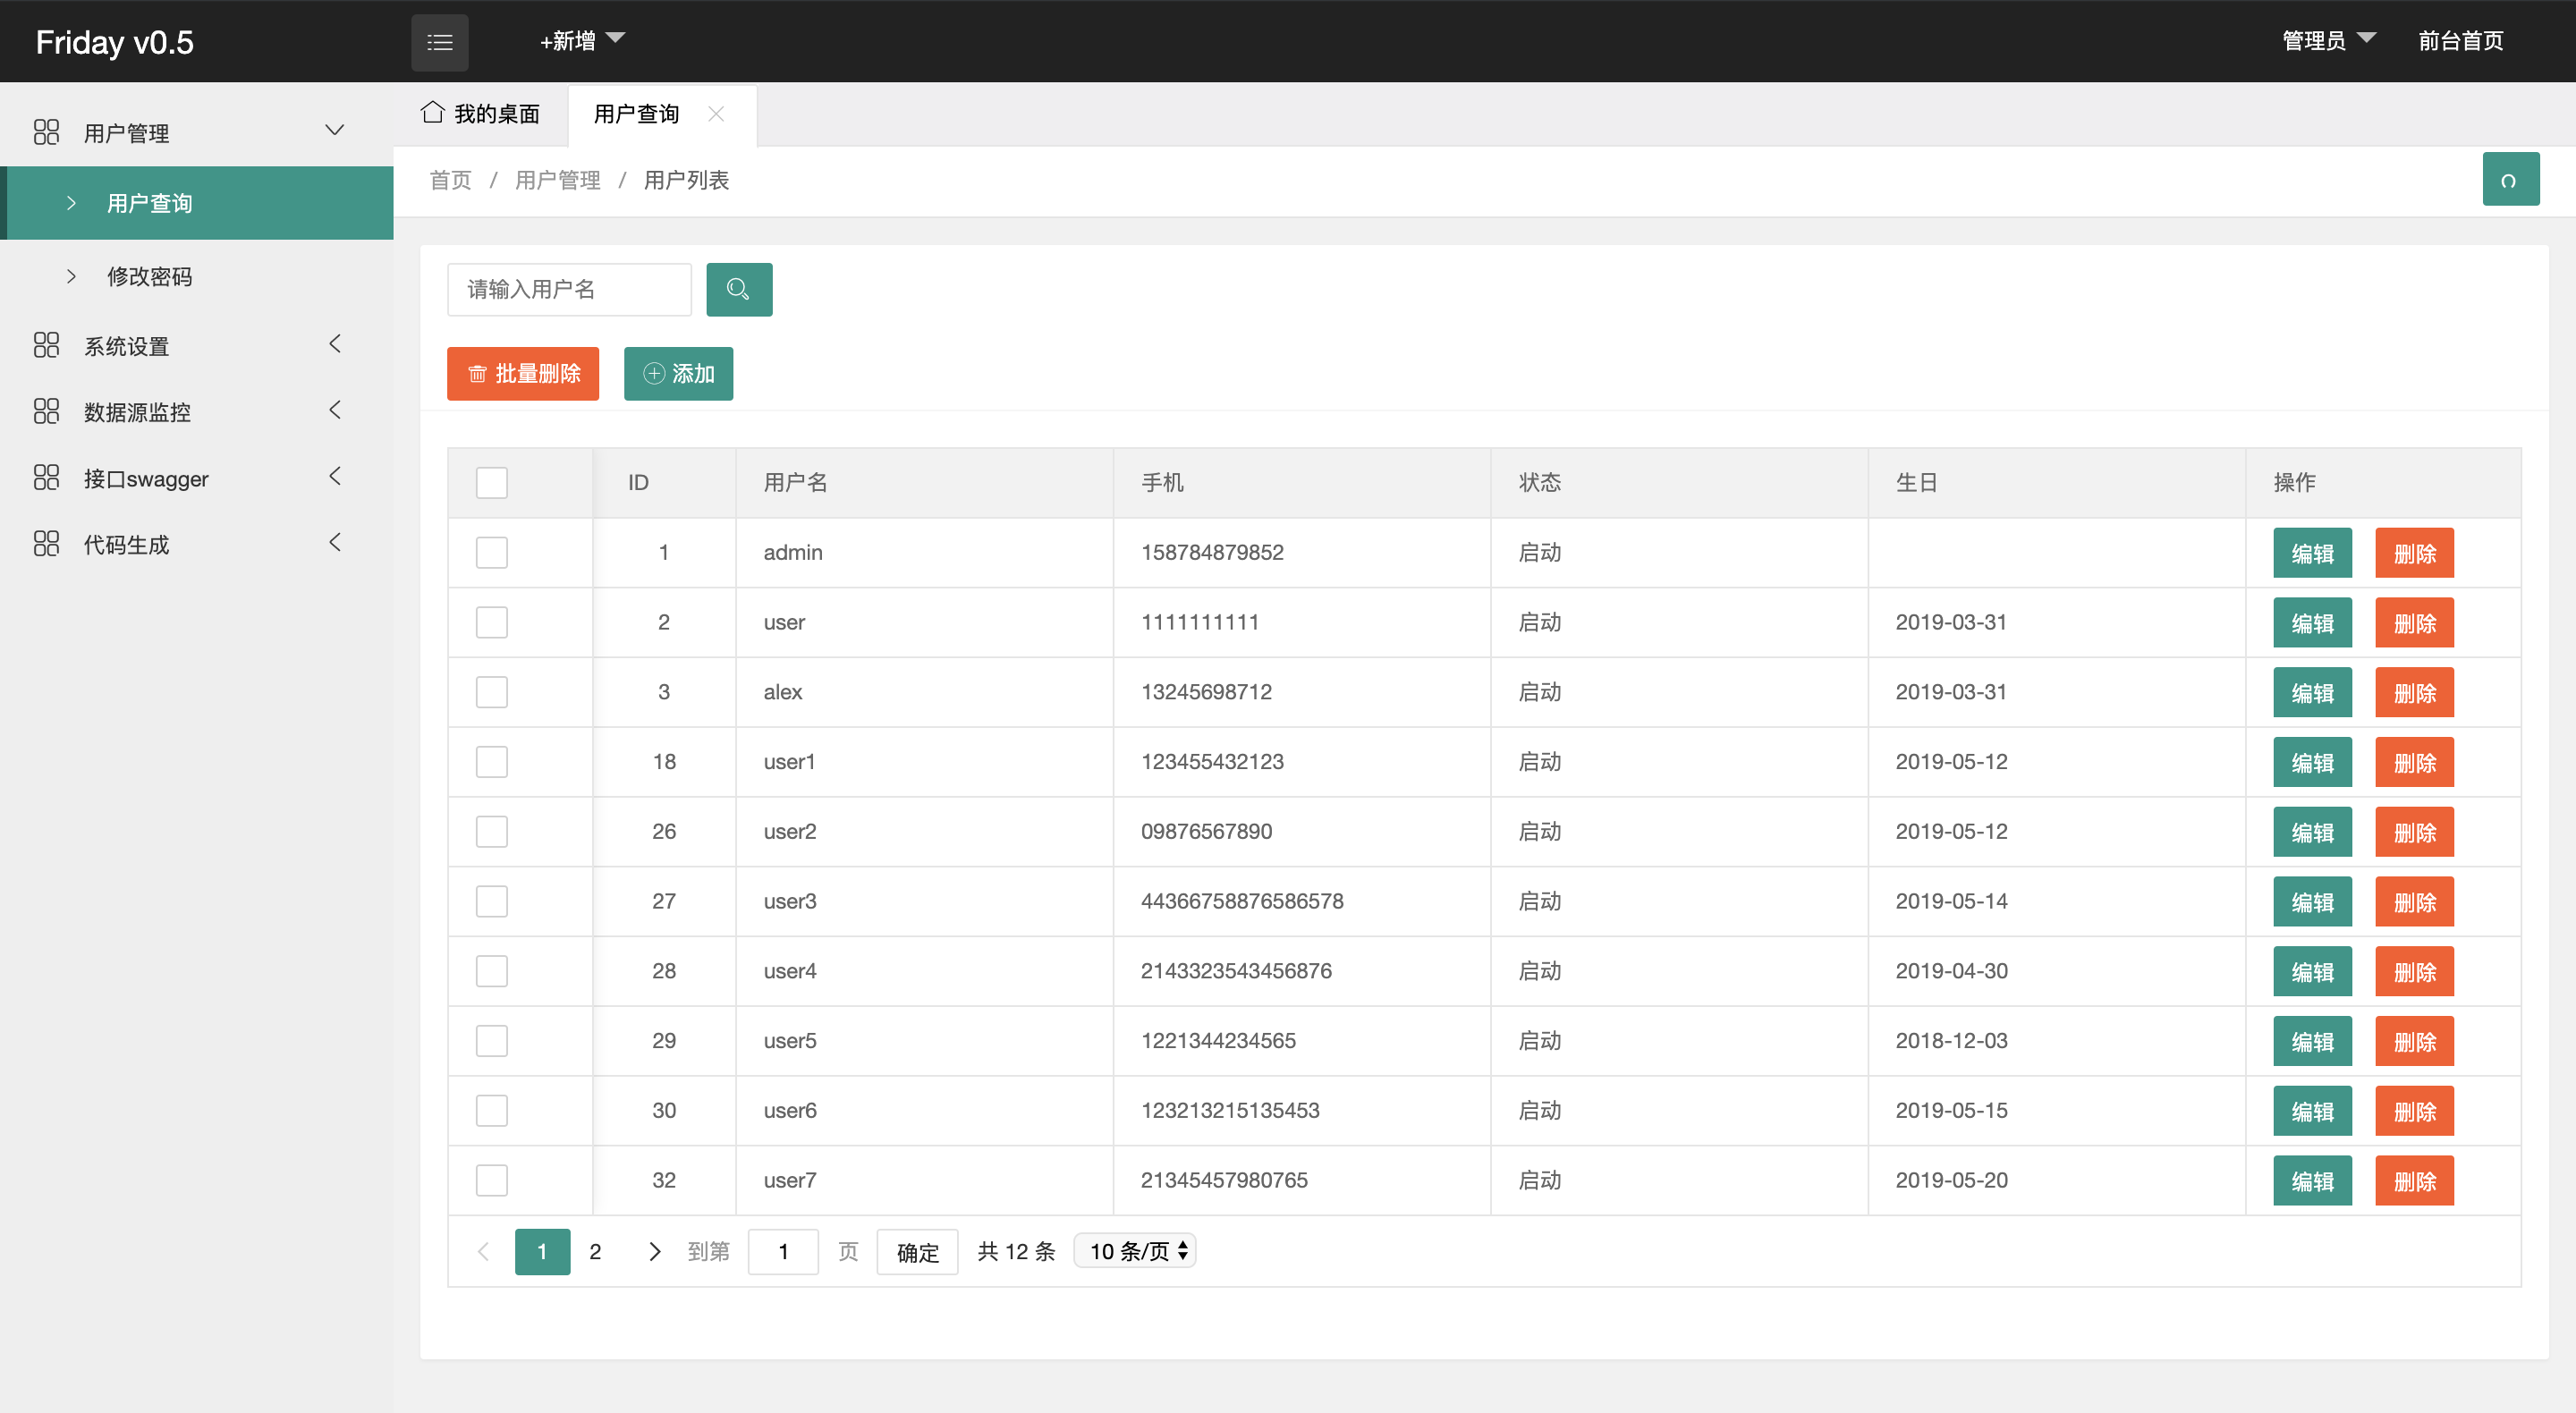 Friday v0.5
+新增
管理员
前台首页
用户管理
用户查询
修改密码
系统设置
数据源监控
接口swagger
代码生成
我的桌面
用户查询
首页 / 用户管理 / 用户列表
请输入用户名
批量删除
添加
ID 用户名 手机 状态 生日 操作
1 admin 158784879852 启动 编辑 删除
2 user 1111111111 启动 2019-03-31 编辑 删除
3 alex 13245698712 启动 2019-03-31 编辑 删除
18 user1 123455432123 启动 2019-05-12 编辑 删除
26 user2 09876567890 启动 2019-05-12 编辑 删除
27 user3 44366758876586578 启动 2019-05-14 编辑 删除
28 user4 2143323543456876 启动 2019-04-30 编辑 删除
29 user5 1221344234565 启动 2018-12-03 编辑 删除
30 user6 123213215135453 启动 2019-05-15 编辑 删除
32 user7 21345457980765 启动 2019-05-20 编辑 删除
1 2 到第 1 页 确定 共 12 条 10 条/页